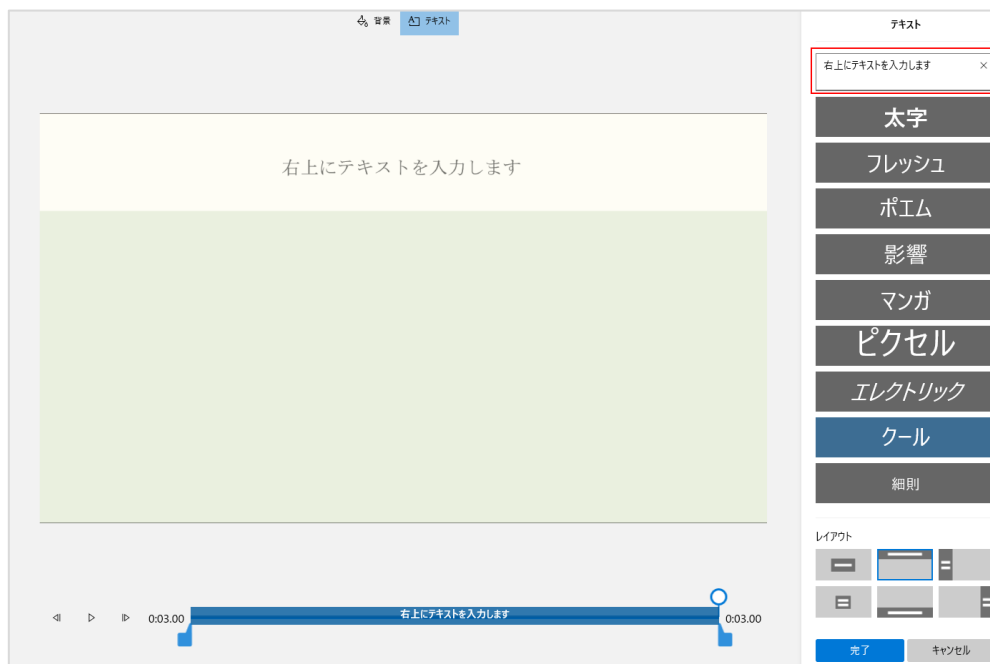 背景 テキスト
テキスト
右上にテキストを入力します ×
右上にテキストを入力します
太字
フレッシュ
ポエム
影響
マンガ
ピクセル
エレクトリック
クール
細則
レイアウト
0:03.00 右上にテキストを入力します 0:03.00
完了 キャンセル